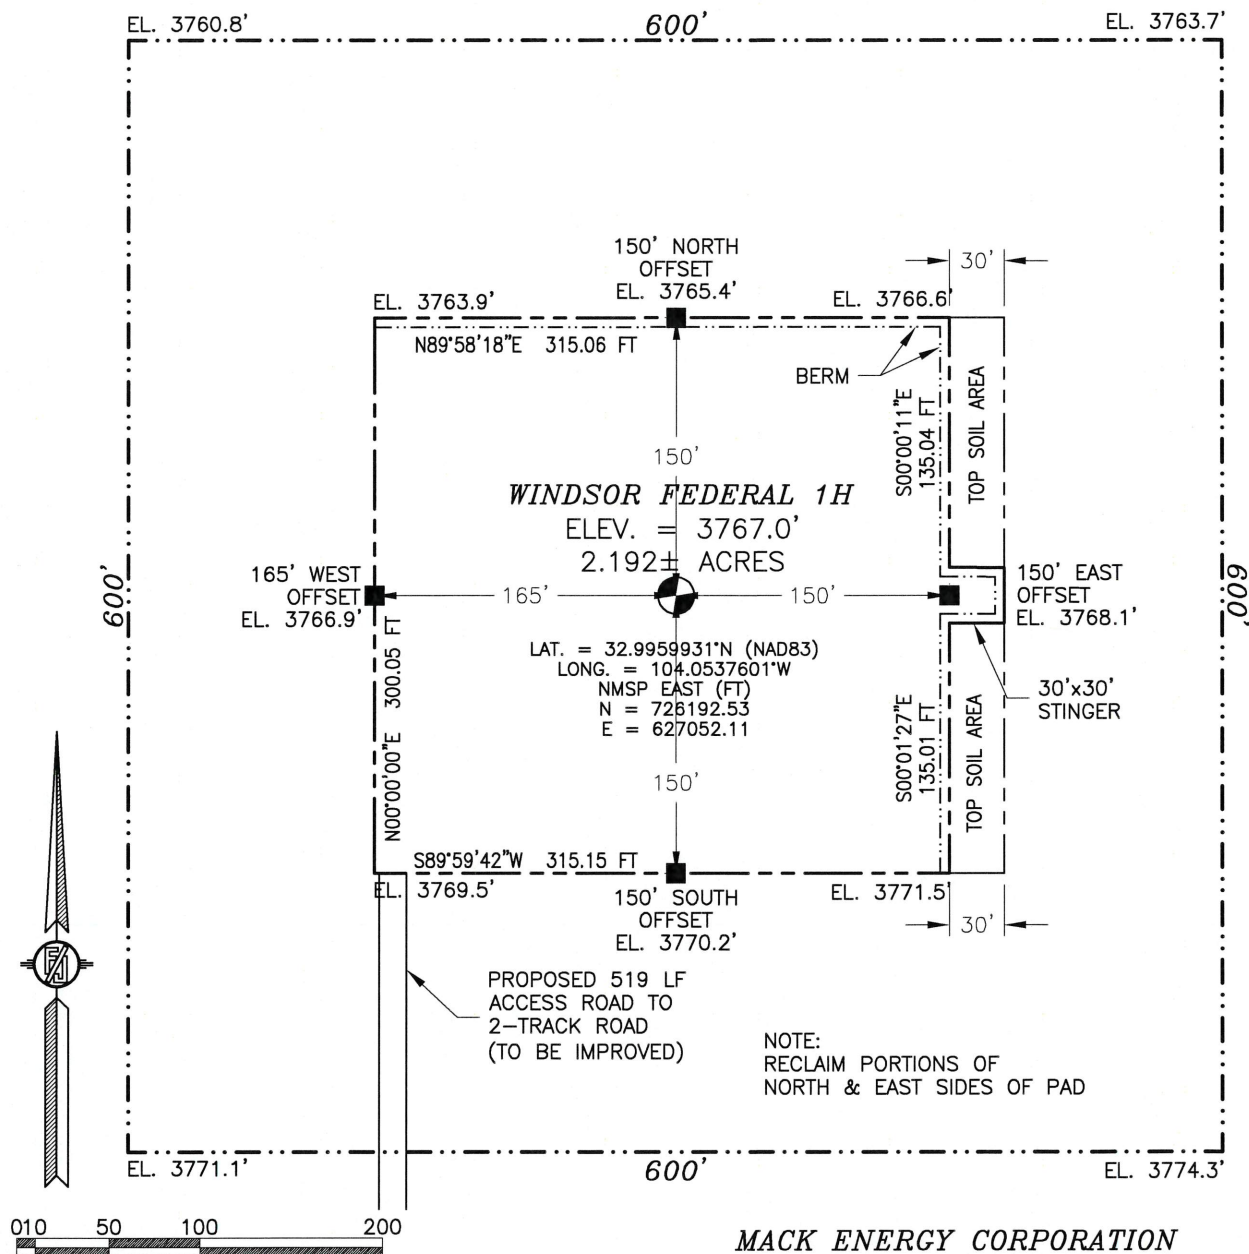 EL. 3760.8'
600'
EL. 3763.7'
150' NORTH
OFFSET
EL. 3765.4'
30'
EL. 3763.9'
EL. 3766.6'
N89°58'18"E 315.06 FT
BERM
S00°00'11"E
135.04 FT
TOP SOIL AREA
150'
WINDSOR FEDERAL 1H
ELEV. = 3767.0'
2.192± ACRES
600'
165' WEST
OFFSET
EL. 3766.9'
165'
150'
150' EAST
OFFSET
EL. 3768.1'
600'
LAT. = 32.9959931°N (NAD83)
LONG. = 104.0537601°W
NMSP EAST (FT)
N = 726192.53
E = 627052.11
30'x30'
STINGER
N00°00'00"E 300.05 FT
S00°01'27"E
135.01 FT
TOP SOIL AREA
150'
S89°59'42"W 315.15 FT
EL. 3769.5'
EL. 3771.5'
150' SOUTH
OFFSET
EL. 3770.2'
30'
PROPOSED 519 LF
ACCESS ROAD TO
2-TRACK ROAD
(TO BE IMPROVED)
NOTE:
RECLAIM PORTIONS OF
NORTH & EAST SIDES OF PAD
EL. 3771.1'
600'
EL. 3774.3'
010 50 100 200
MACK ENERGY CORPORATION